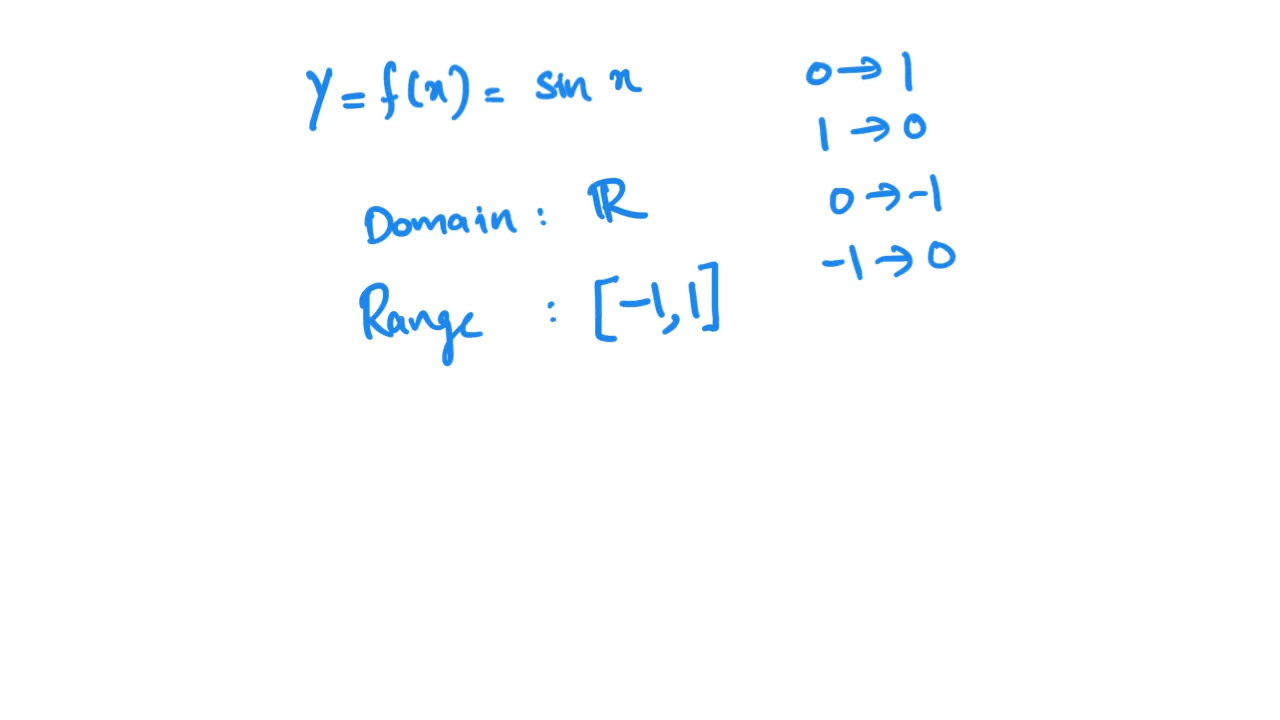 y = f(x) = sin x
Domain : ℝ
Range : [-1, 1]
0 → 1
1 → 0
0 → -1
-1 → 0